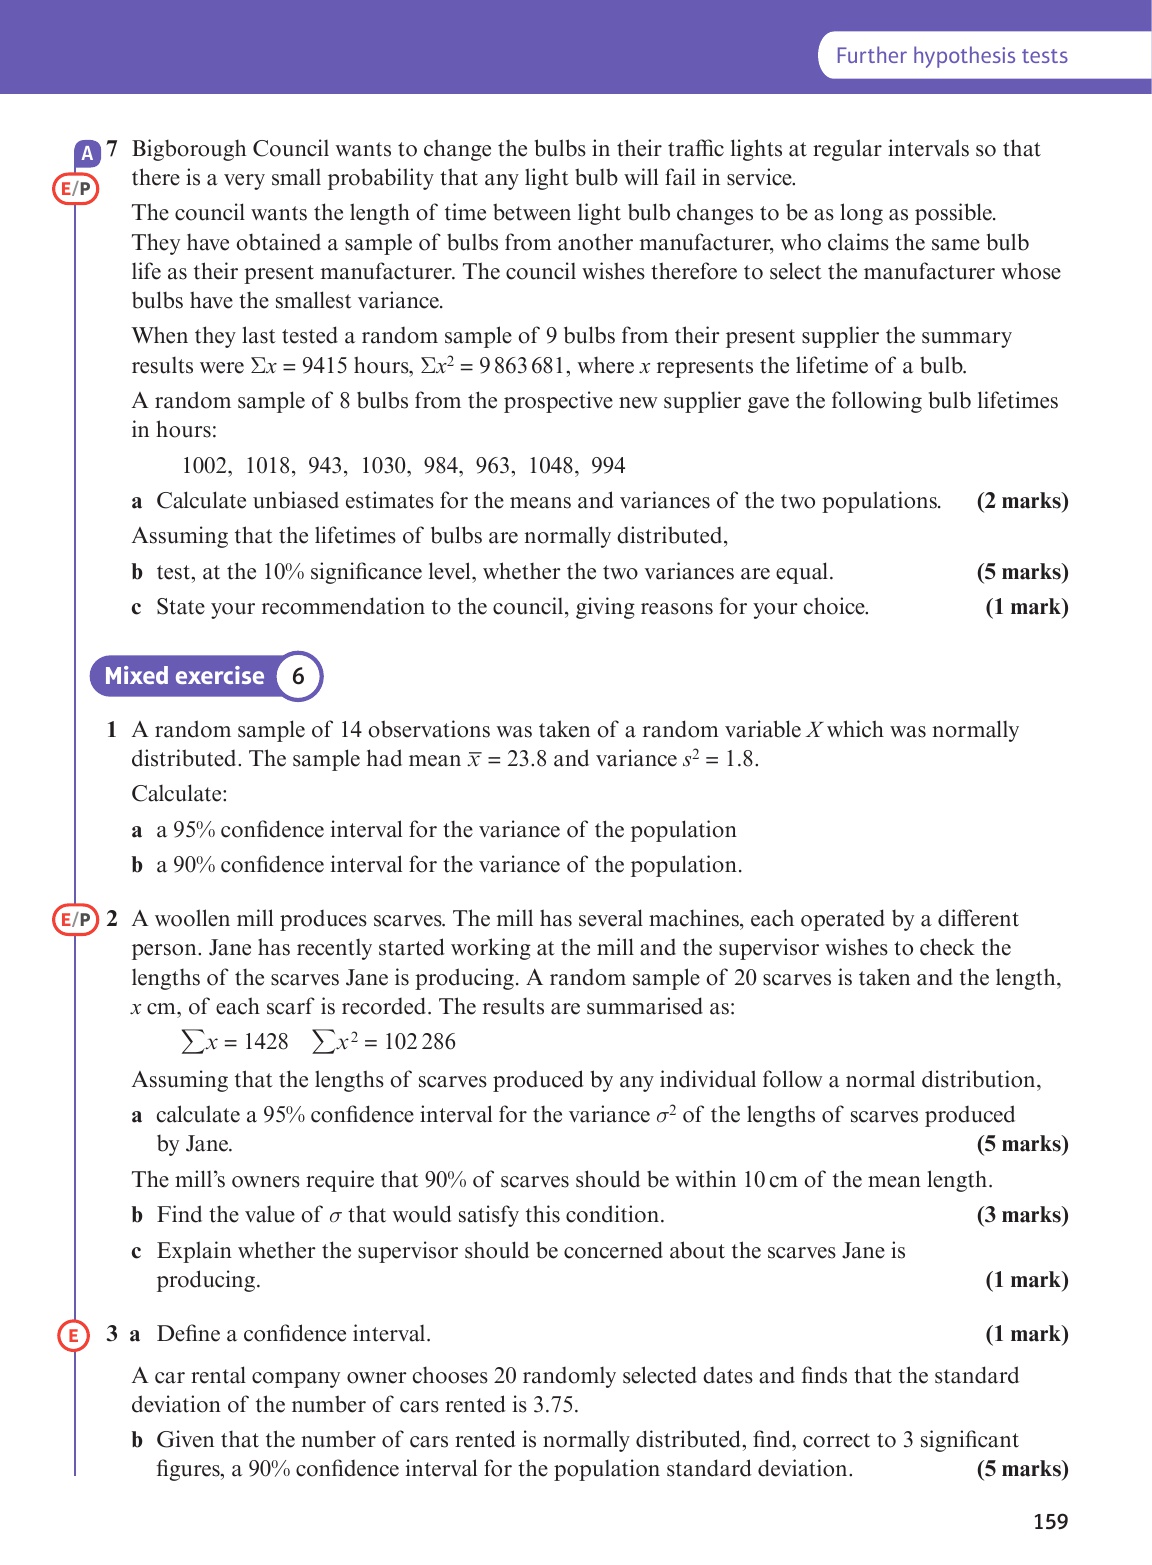 Further hypothesis tests
A 7 Bigborough Council wants to change the bulbs in their traffic lights at regular intervals so that
E/P there is a very small probability that any light bulb will fail in service.
The council wants the length of time between light bulb changes to be as long as possible.
They have obtained a sample of bulbs from another manufacturer, who claims the same bulb
life as their present manufacturer. The council wishes therefore to select the manufacturer whose
bulbs have the smallest variance.
When they last tested a random sample of 9 bulbs from their present supplier the summary
results were Σx = 9415 hours, Σx² = 9 863 681, where x represents the lifetime of a bulb.
A random sample of 8 bulbs from the prospective new supplier gave the following bulb lifetimes
in hours:
1002, 1018, 943, 1030, 984, 963, 1048, 994
a Calculate unbiased estimates for the means and variances of the two populations. (2 marks)
Assuming that the lifetimes of bulbs are normally distributed,
b test, at the 10% significance level, whether the two variances are equal. (5 marks)
c State your recommendation to the council, giving reasons for your choice. (1 mark)
Mixed exercise 6
1 A random sample of 14 observations was taken of a random variable X which was normally
distributed. The sample had mean x̅ = 23.8 and variance s² = 1.8.
Calculate:
a a 95% confidence interval for the variance of the population
b a 90% confidence interval for the variance of the population.
E/P 2 A woollen mill produces scarves. The mill has several machines, each operated by a different
person. Jane has recently started working at the mill and the supervisor wishes to check the
lengths of the scarves Jane is producing. A random sample of 20 scarves is taken and the length,
x cm, of each scarf is recorded. The results are summarised as:
∑x = 1428 ∑x² = 102 286
Assuming that the lengths of scarves produced by any individual follow a normal distribution,
a calculate a 95% confidence interval for the variance σ² of the lengths of scarves produced
by Jane. (5 marks)
The mill's owners require that 90% of scarves should be within 10 cm of the mean length.
b Find the value of σ that would satisfy this condition. (3 marks)
c Explain whether the supervisor should be concerned about the scarves Jane is
producing. (1 mark)
E 3 a Define a confidence interval. (1 mark)
A car rental company owner chooses 20 randomly selected dates and finds that the standard
deviation of the number of cars rented is 3.75.
b Given that the number of cars rented is normally distributed, find, correct to 3 significant
figures, a 90% confidence interval for the population standard deviation. (5 marks)
159